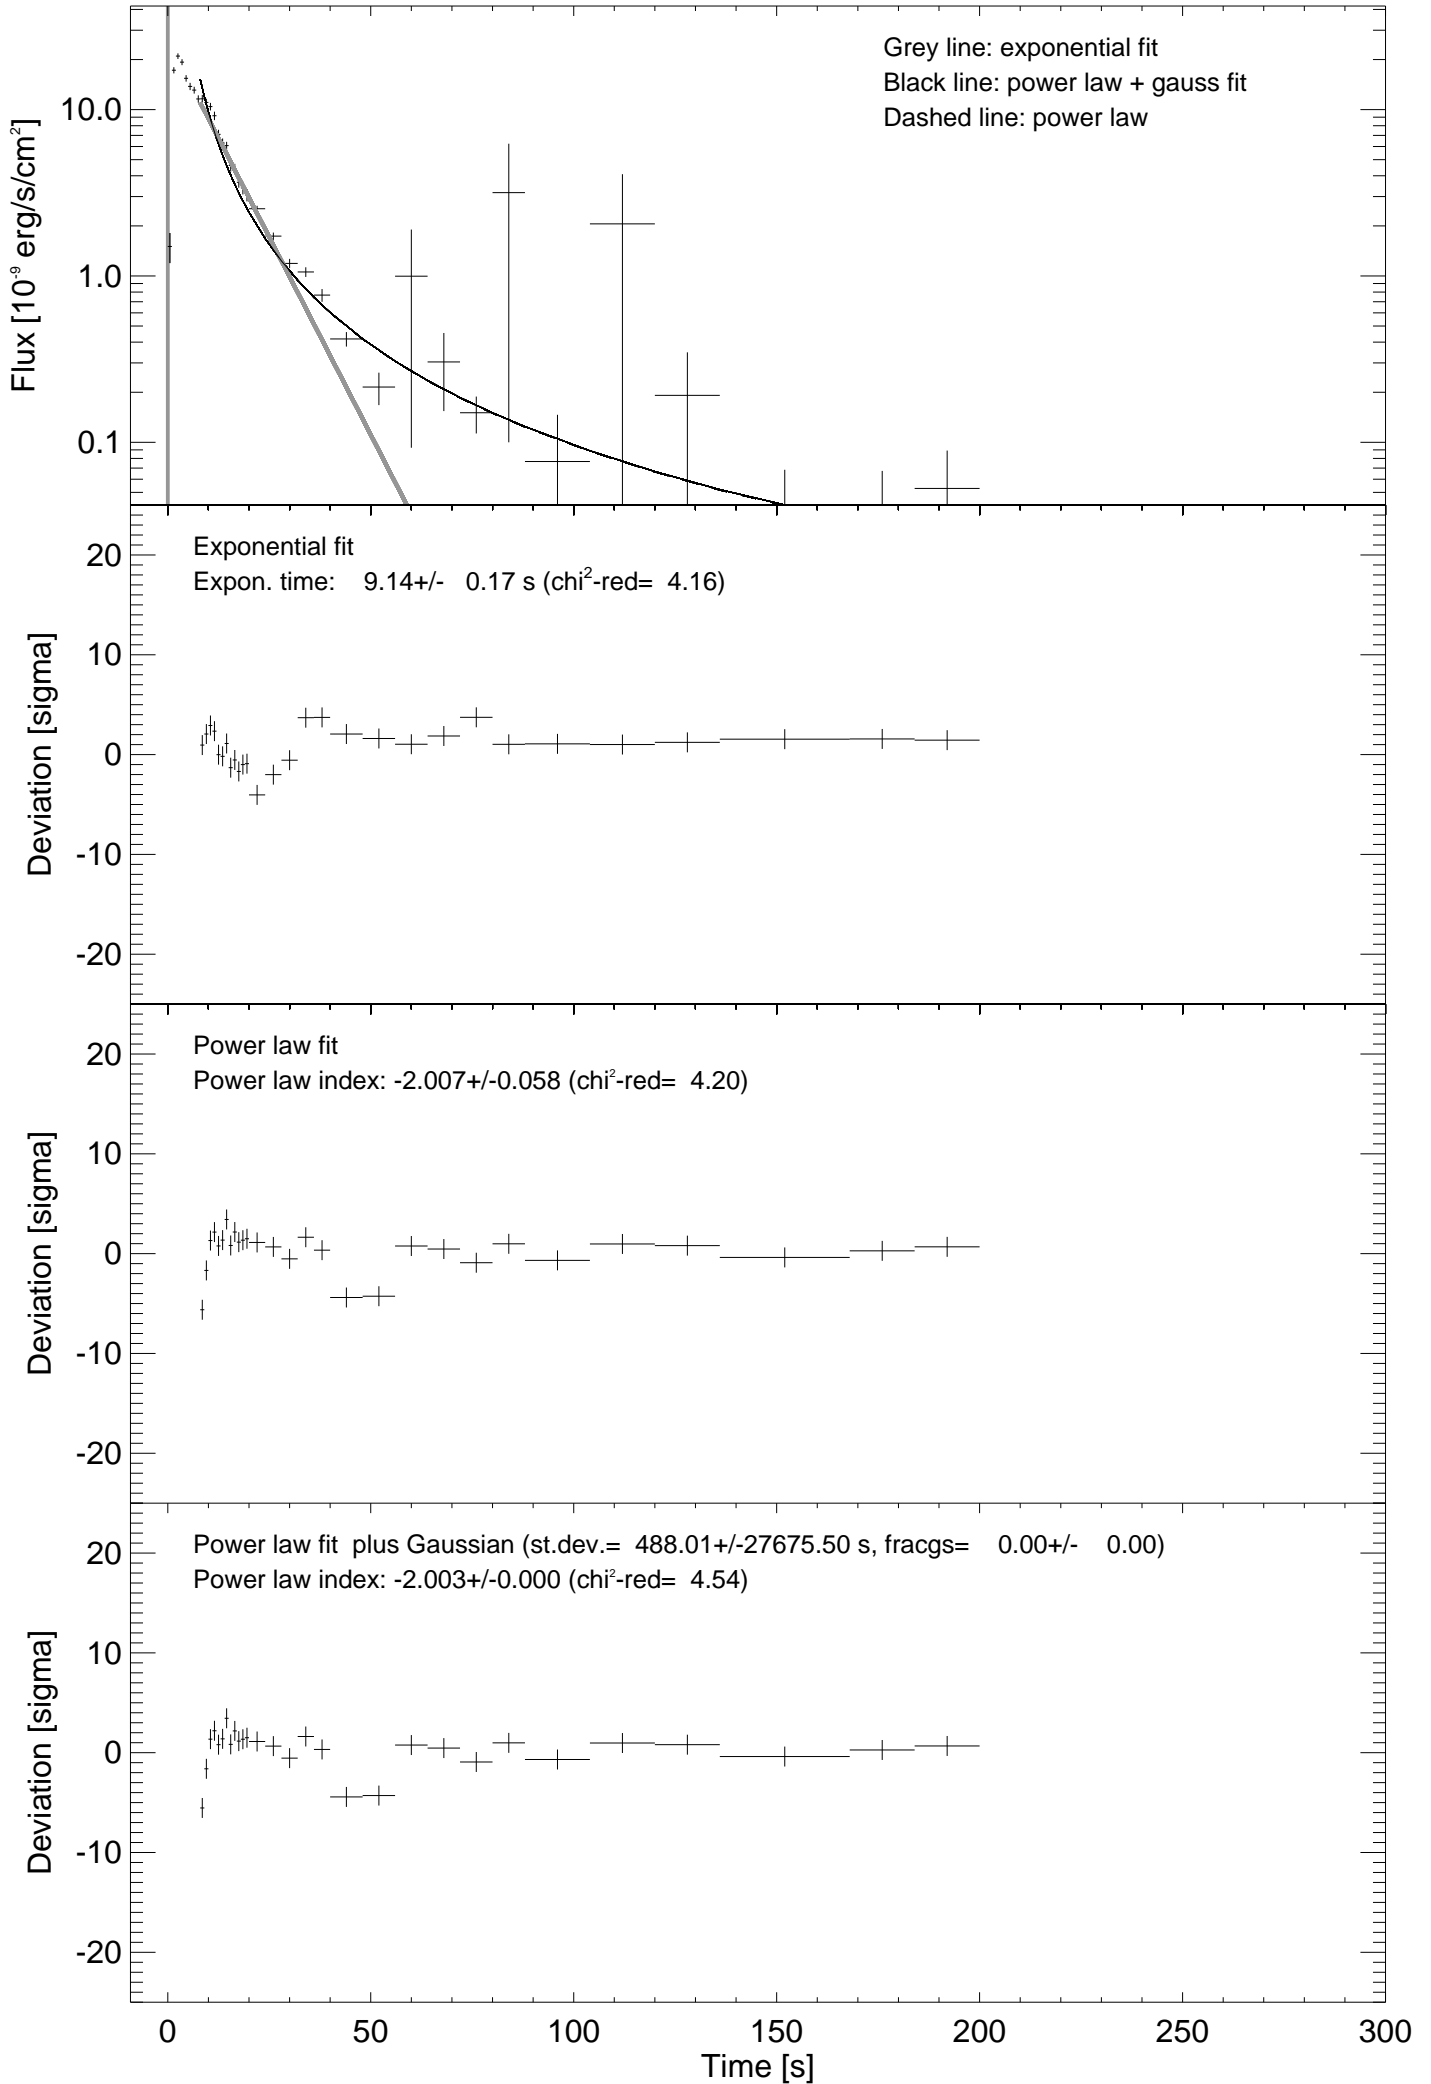 Grey line: exponential fit
Black line: power law + gauss fit
Dashed line: power law
10.0
1.0
0.1
Flux [10⁻⁹ erg/s/cm²]
Exponential fit
Expon. time: 9.14+/- 0.17 s (chi²-red= 4.16)
20
10
0
-10
-20
Deviation [sigma]
Power law fit
Power law index: -2.007+/-0.058 (chi²-red= 4.20)
20
10
0
-10
-20
Deviation [sigma]
Power law fit plus Gaussian (st.dev.= 488.01+/-27675.50 s, fracgs= 0.00+/- 0.00)
Power law index: -2.003+/-0.000 (chi²-red= 4.54)
20
10
0
-10
-20
Deviation [sigma]
0 50 100 150 200 250 300
Time [s]